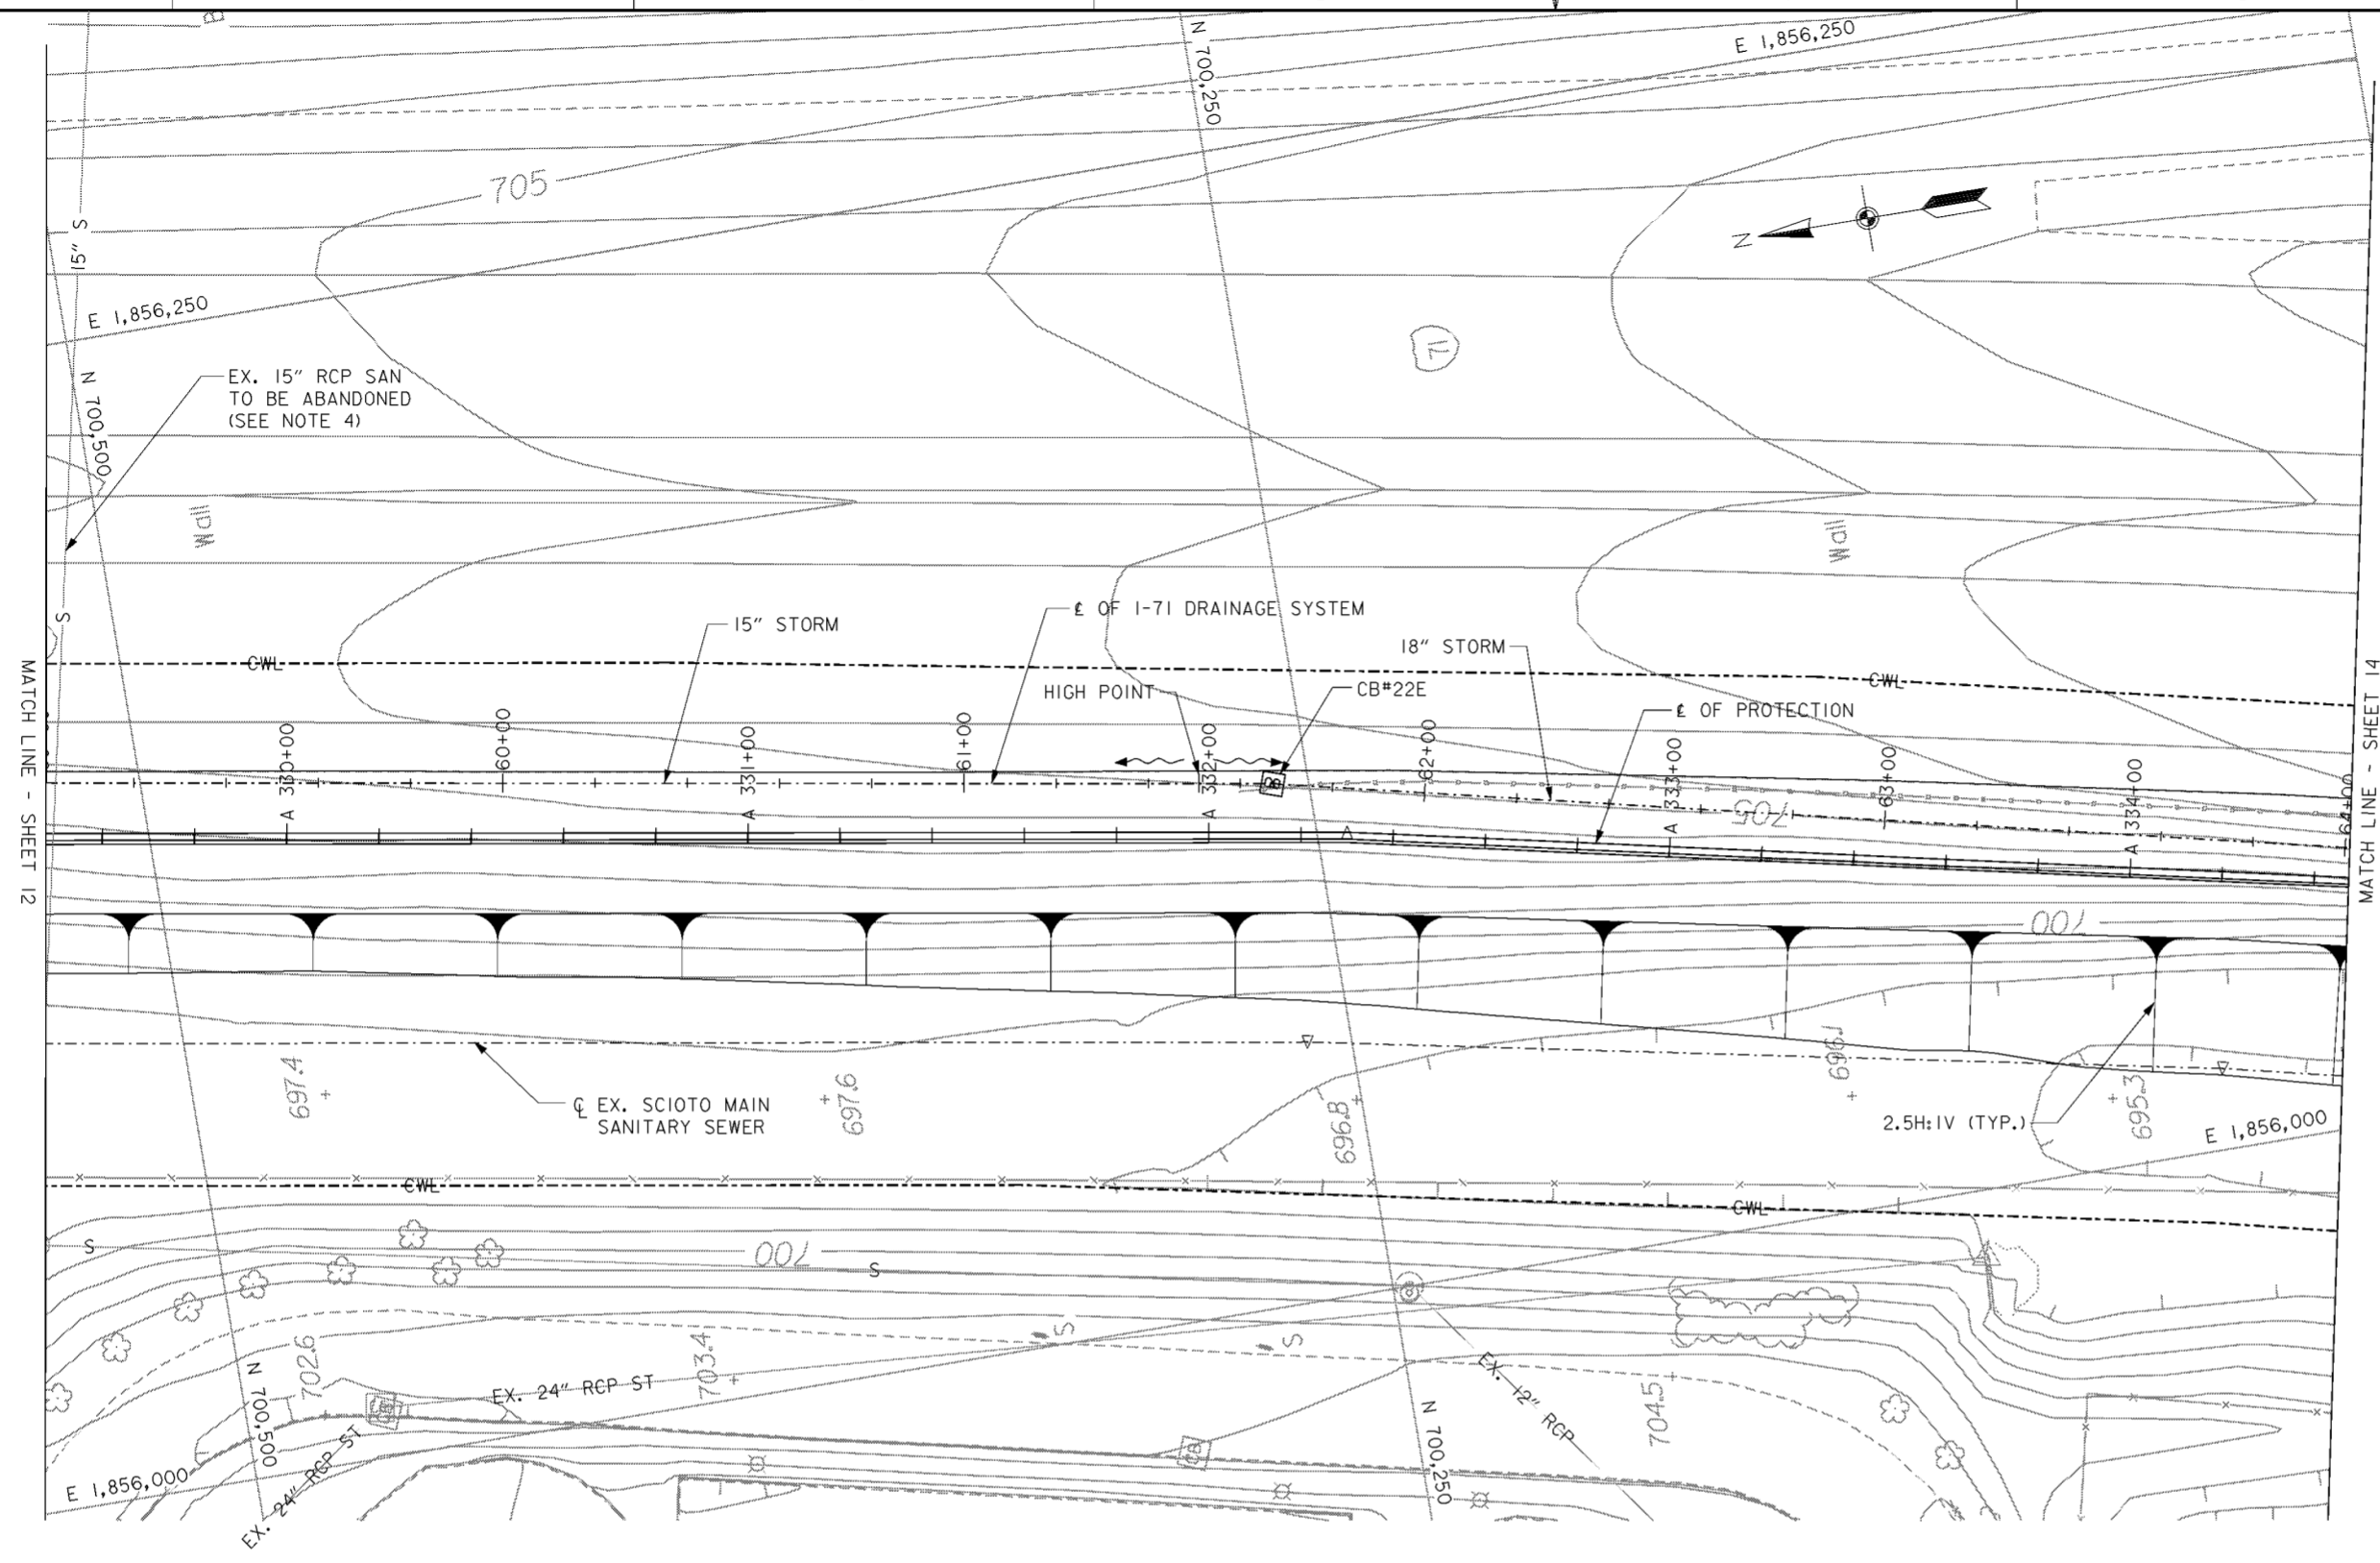 B
N 700,250
E 1,856,250
705
15" S
N
E 1,856,250
71
EX. 15" RCP SAN
TO BE ABANDONED
(SEE NOTE 4)
N 700,500
Wall
Wall
S
℄ OF I-71 DRAINAGE SYSTEM
15" STORM
18" STORM
CWL
CWL
HIGH POINT
CB#22E
℄ OF PROTECTION
MATCH LINE - SHEET 12
MATCH LINE - SHEET 14
A 330+00
60+00
A 331+00
61+00
A 332+00
62+00
A 333+00
705
63+00
A 334+00
64+00
700
697.4
℄ EX. SCIOTO MAIN
SANITARY SEWER
697.6
696.8
696.1
2.5H:1V (TYP.)
695.3
E 1,856,000
CWL
CWL
S
700
S
S
S
N 700,500
702.6
EX. 24" RCP ST
703.4
N 700,250
EX. 12" RCP
704.5
E 1,856,000
EX. 24" RCP ST